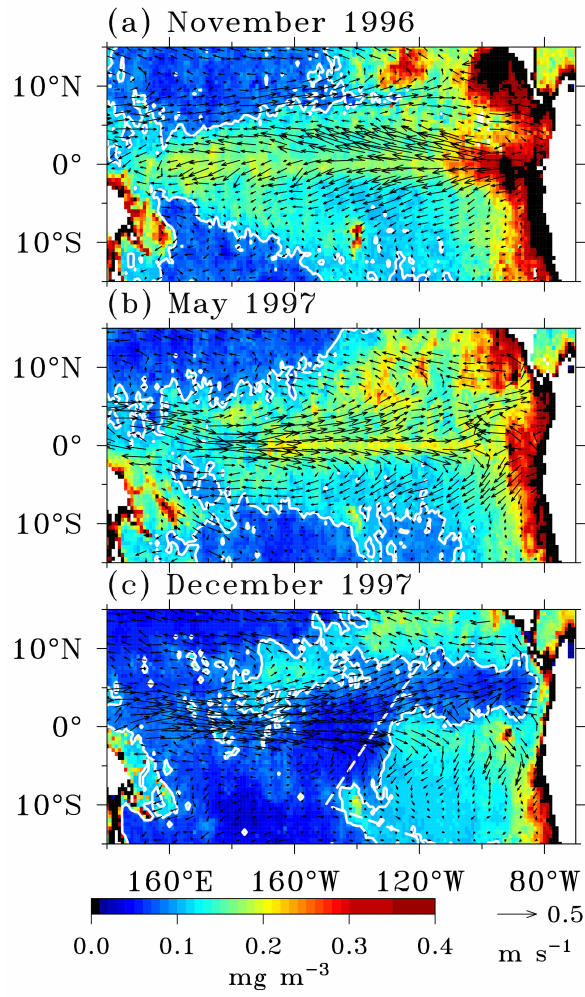 (a) November 1996
10°N
0°
10°S
(b) May 1997
10°N
0°
10°S
(c) December 1997
10°N
0°
10°S
160°E 160°W 120°W 80°W
0.0 0.1 0.2 0.3 0.4
mg m⁻³
0.5
m s⁻¹